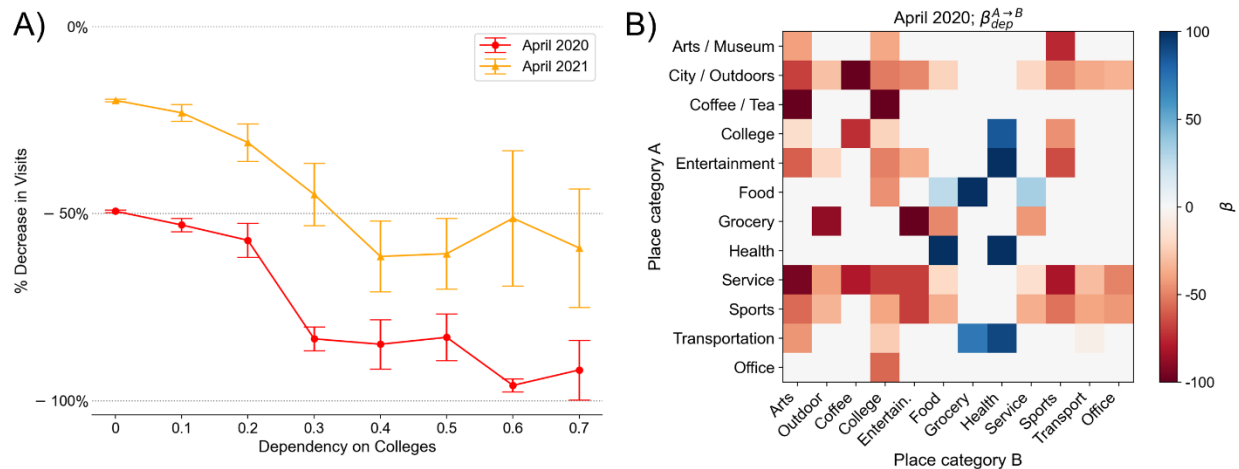 A)
0%
April 2020
April 2021
% Decrease in Visits
− 50%
− 100%
0 0.1 0.2 0.3 0.4 0.5 0.6 0.7
Dependency on Colleges
B)
April 2020; β_{dep}^{A→B}
Place category A
Arts / Museum
City / Outdoors
Coffee / Tea
College
Entertainment
Food
Grocery
Health
Service
Sports
Transportation
Office
Arts Outdoor Coffee College Entertain. Food Grocery Health Service Sports Transport Office
Place category B
100
50
0
-50
-100
β